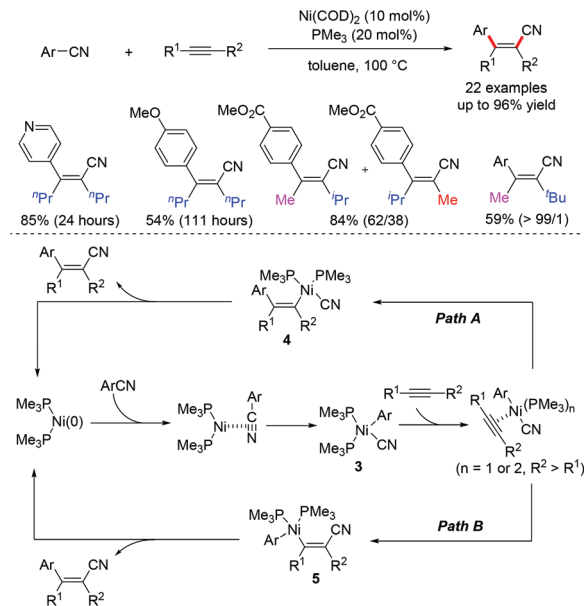 Ar–CN + R¹ R²
Ni(COD)₂ (10 mol%)
PMe₃ (20 mol%)
toluene, 100 °C
Ar CN
R¹ R²
22 examples
up to 96% yield
N
CN
ⁿPr ⁿPr
85% (24 hours)
MeO
CN
ⁿPr ⁿPr
54% (111 hours)
MeO₂C
CN
Me ⁱPr
+
MeO₂C
CN
ⁱPr Me
84% (62/38)
Ar CN
Me ᵗBu
59% (> 99/1)
Ar CN
R¹ R²
Me₃P PMe₃
Ar Ni CN
R¹ R²
4
Path A
Me₃P
Ni(0)
Me₃P
ArCN
Me₃P Ar
Ni C
Me₃P N
Me₃P Ar
Ni
Me₃P CN
3
R¹ R²
R¹ Ar
Ni(PMe₃)n
CN
R²
(n = 1 or 2, R² > R¹)
Path B
Me₃P PMe₃
Ni CN
Ar
R¹ R²
5
Ar CN
R¹ R²